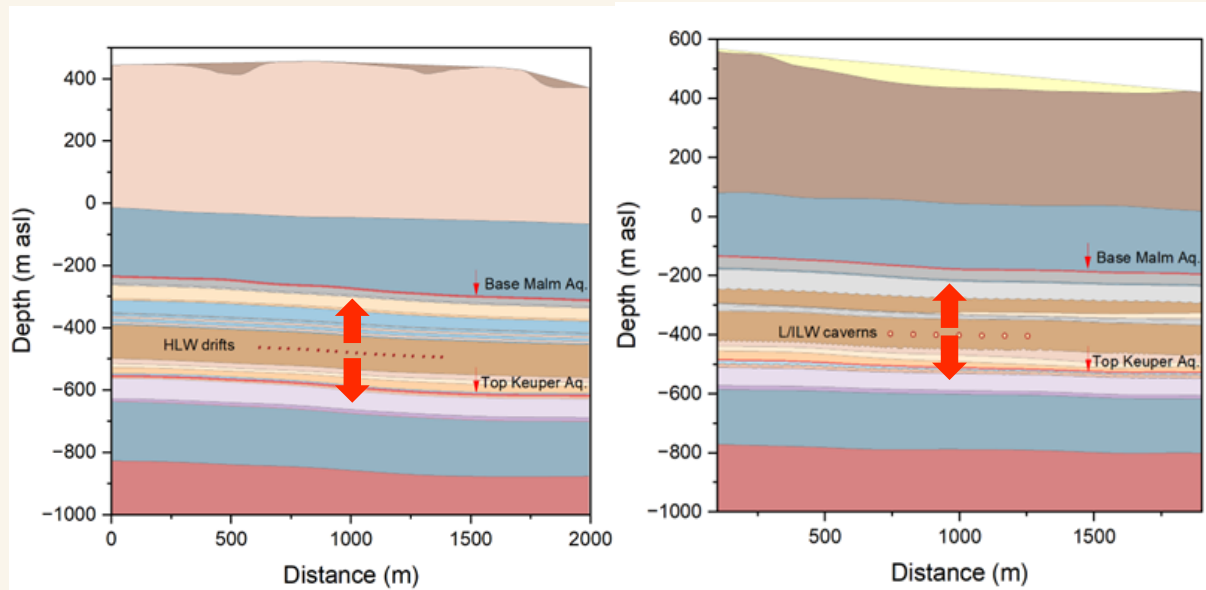 400
200
0
−200
−400
−600
−800
−1000
Depth (m asl)
Base Malm Aq.
HLW drifts
Top Keuper Aq.
0
500
1000
1500
2000
Distance (m)
600
400
200
0
−200
−400
−600
−800
−1000
Depth (m asl)
Base Malm Aq.
L/ILW caverns
Top Keuper Aq.
500
1000
1500
Distance (m)